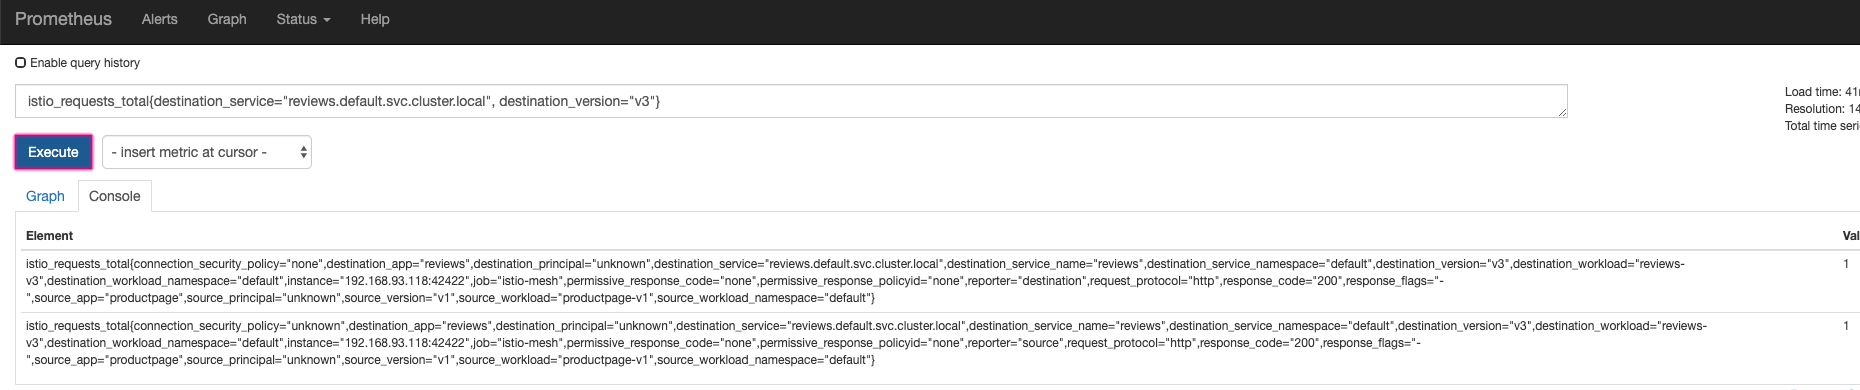 Prometheus Alerts Graph Status Help
Enable query history
istio_requests_total{destination_service="reviews.default.svc.cluster.local", destination_version="v3"}
Load time: 41
Resolution: 14
Total time seri
Execute - insert metric at cursor -
Graph Console
Element Val
istio_requests_total{connection_security_policy="none",destination_app="reviews",destination_principal="unknown",destination_service="reviews.default.svc.cluster.local",destination_service_name="reviews",destination_service_namespace="default",destination_version="v3",destination_workload="reviews- 1
v3",destination_workload_namespace="default",instance="192.168.93.118:42422",job="istio-mesh",permissive_response_code="none",permissive_response_policyid="none",reporter="destination",request_protocol="http",response_code="200",response_flags="-
",source_app="productpage",source_principal="unknown",source_version="v1",source_workload="productpage-v1",source_workload_namespace="default"}
istio_requests_total{connection_security_policy="unknown",destination_app="reviews",destination_principal="unknown",destination_service="reviews.default.svc.cluster.local",destination_service_name="reviews",destination_service_namespace="default",destination_version="v3",destination_workload="reviews- 1
v3",destination_workload_namespace="default",instance="192.168.93.118:42422",job="istio-mesh",permissive_response_code="none",permissive_response_policyid="none",reporter="source",request_protocol="http",response_code="200",response_flags="-
",source_app="productpage",source_principal="unknown",source_version="v1",source_workload="productpage-v1",source_workload_namespace="default"}